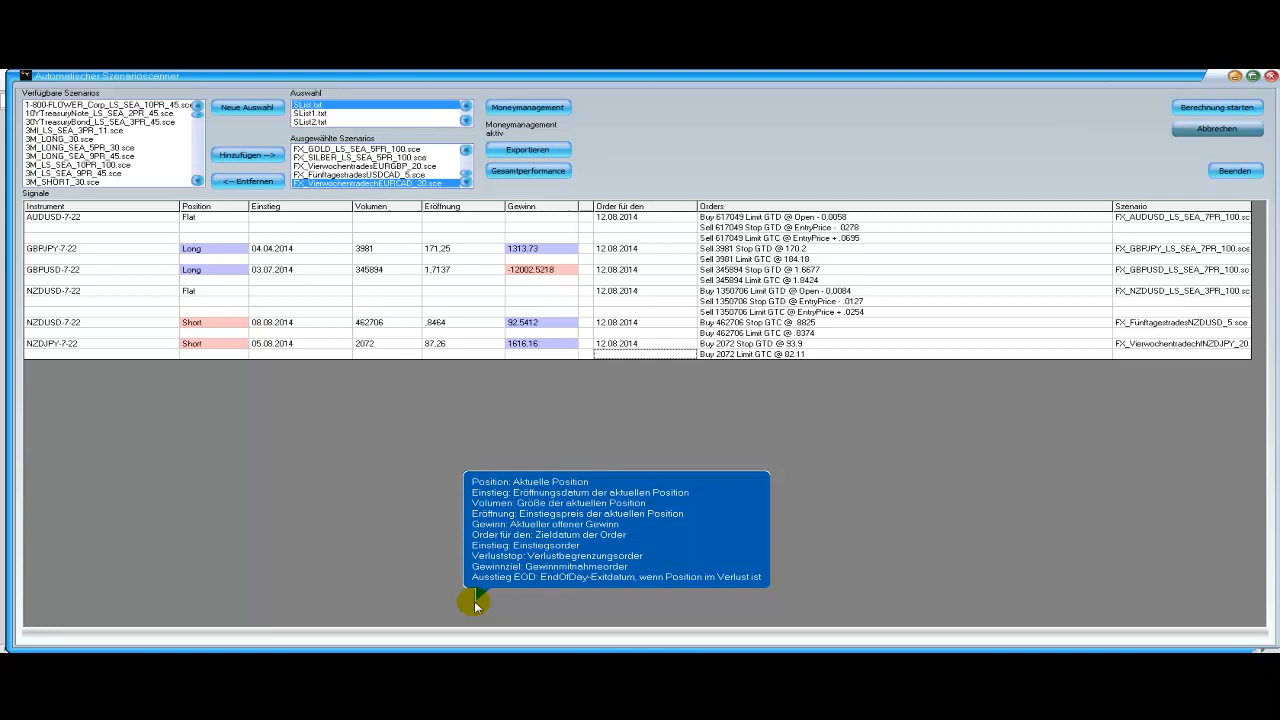 Automatischer Szenarioscanner
Verfügbare Szenarios
1-800-FLOWER_Corp_LS_SEA_10PR_45.sce
10YTreasuryNote_LS_SEA_2PR_45.sce
30YTreasuryBond_LS_SEA_3PR_45.sce
3MI_LS_SEA_3PR_11.sce
3M_LONG_30.sce
3M_LONG_SEA_5PR_30.sce
3M_LONG_SEA_9PR_45.sce
3M_LS_SEA_10PR_100.sce
3M_LS_SEA_9PR_45.sce
3M_SHORT_30.sce
Neue Auswahl
Hinzufügen -->
<-- Entfernen
Auswahl
SList.txt
SList1.txt
SList2.txt
Ausgewählte Szenarios
FX_GOLD_LS_SEA_5PR_100.sce
FX_SILBER_LS_SEA_5PR_100.sce
FX_VierwochentradesEURGBP_20.sce
FX_FünftagestradesUSDCAD_5.sce
FX_VierwochentradechEURCAD_20.sce
Moneymanagement
Moneymanagement
aktiv
Exportieren
Gesamtperformance
Berechnung starten
Abbrechen
Beenden
Signale
Instrument Position Einstieg Volumen Eröffnung Gewinn Order für den Orders Szenario
AUDUSD-7-22 Flat 12.08.2014 Buy 617049 Limit GTD @ Open - 0,0058 FX_AUDUSD_LS_SEA_7PR_100.sc
Sell 617049 Stop GTD @ EntryPrice - .0278
Sell 617049 Limit GTC @ EntryPrice + .0695
GBPJPY-7-22 Long 04.04.2014 3981 171.25 1313.73 12.08.2014 Sell 3981 Stop GTD @ 170.2 FX_GBPJPY_LS_SEA_7PR_100.sc
Sell 3981 Limit GTC @ 184.18
GBPUSD-7-22 Long 03.07.2014 345894 1,7137 -12002.5218 12.08.2014 Sell 345894 Stop GTD @ 1.6677 FX_GBPUSD_LS_SEA_7PR_100.sc
Sell 345894 Limit GTC @ 1.8424
NZDUSD-7-22 Flat 12.08.2014 Buy 1350706 Limit GTD @ Open - 0,0084 FX_NZDUSD_LS_SEA_3PR_100.sc
Sell 1350706 Stop GTD @ EntryPrice - .0127
Sell 1350706 Limit GTC @ EntryPrice + .0254
NZDUSD-7-22 Short 08.08.2014 462706 .8464 92.5412 12.08.2014 Buy 462706 Stop GTC @ .8825 FX_FünftagestradesNZDUSD_5.sce
Buy 462706 Limit GTC @ .8374
NZDJPY-7-22 Short 05.08.2014 2072 87.26 1616.16 12.08.2014 Buy 2072 Stop GTD @ 93.9 FX_VierwochentradechfNZDJPY_20.
Buy 2072 Limit GTC @ 82.11
Position: Aktuelle Position
Einstieg: Eröffnungsdatum der aktuellen Position
Volumen: Größe der aktuellen Position
Eröffnung: Einstiegspreis der aktuellen Position
Gewinn: Aktueller offener Gewinn
Order für den: Zieldatum der Order
Einstieg: Einstiegsorder
Verluststop: Verlustbegrenzungsorder
Gewinnziel: Gewinnmitnahmeorder
Ausstieg EOD: EndOfDay-Exitdatum, wenn Position im Verlust ist